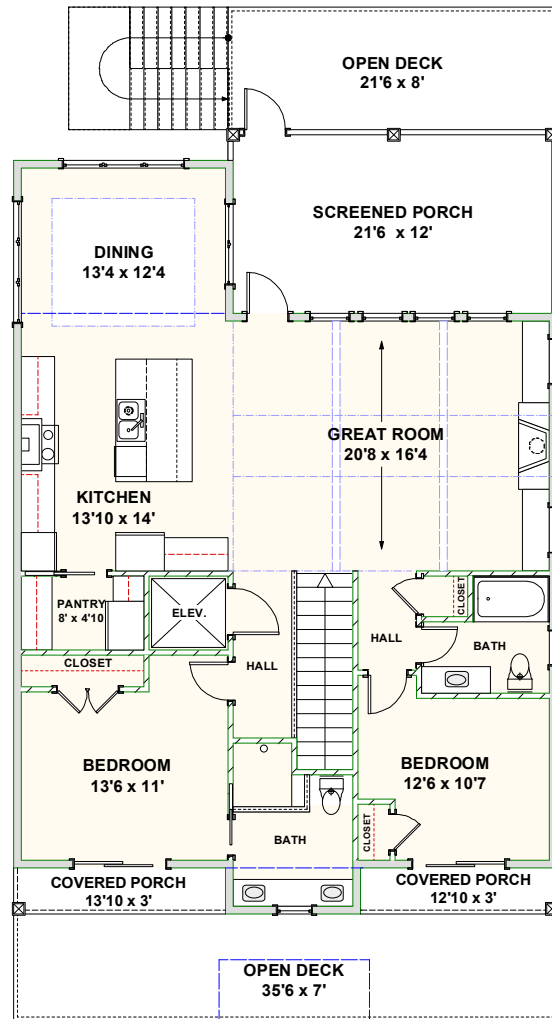 OPEN DECK
21'6 x 8'
SCREENED PORCH
21'6 x 12'
DINING
13'4 x 12'4
GREAT ROOM
20'8 x 16'4
KITCHEN
13'10 x 14'
PANTRY
8' x 4'10
ELEV.
CLOSET
HALL
HALL
CLOSET
BATH
BEDROOM
13'6 x 11'
BEDROOM
12'6 x 10'7
BATH
CLOSET
COVERED PORCH
13'10 x 3'
COVERED PORCH
12'10 x 3'
OPEN DECK
35'6 x 7'